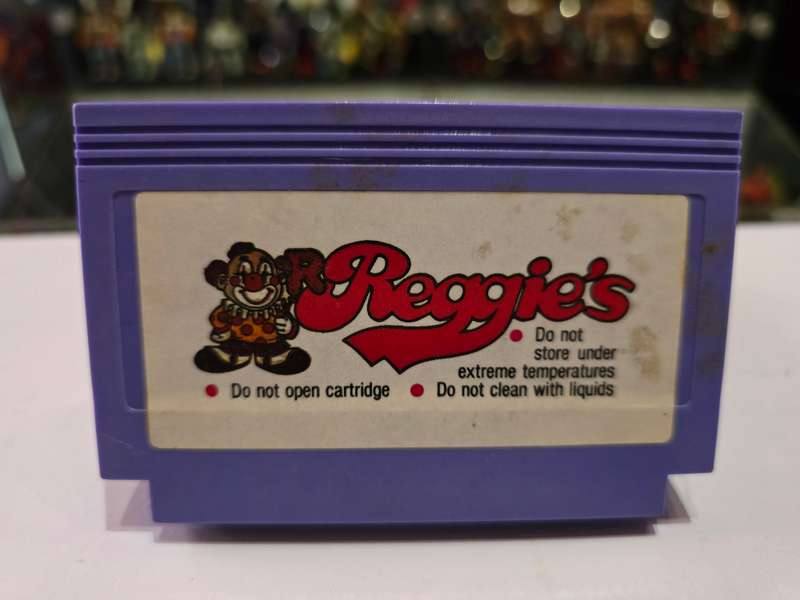 R Reggie's
• Do not
store under
extreme temperatures
• Do not open cartridge • Do not clean with liquids